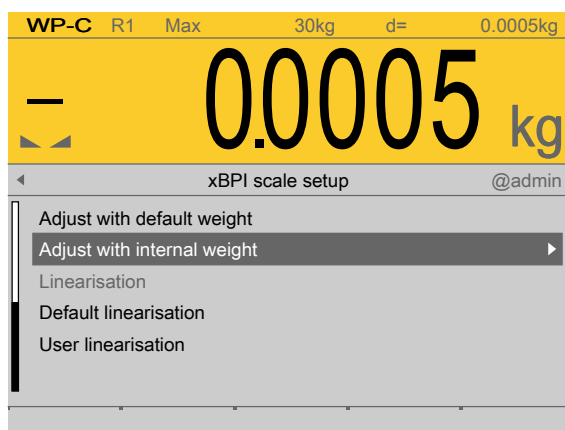 WP-C R1 Max 30kg d= 0.0005kg
– 0.0005 kg
xBPI scale setup @admin
Adjust with default weight
Adjust with internal weight
Linearisation
Default linearisation
User linearisation